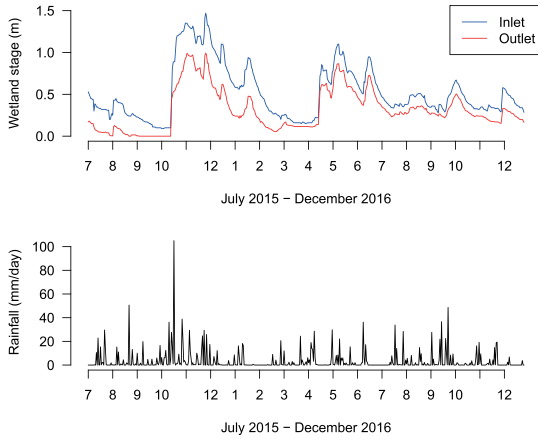 Inlet
Outlet
Wetland stage (m)
1.5
1.0
0.5
0.0
7 8 9 10 12 1 2 3 4 5 6 7 8 9 10 12
July 2015 − December 2016
Rainfall (mm/day)
100
80
60
40
20
0
7 8 9 10 12 1 2 3 4 5 6 7 8 9 10 12
July 2015 − December 2016